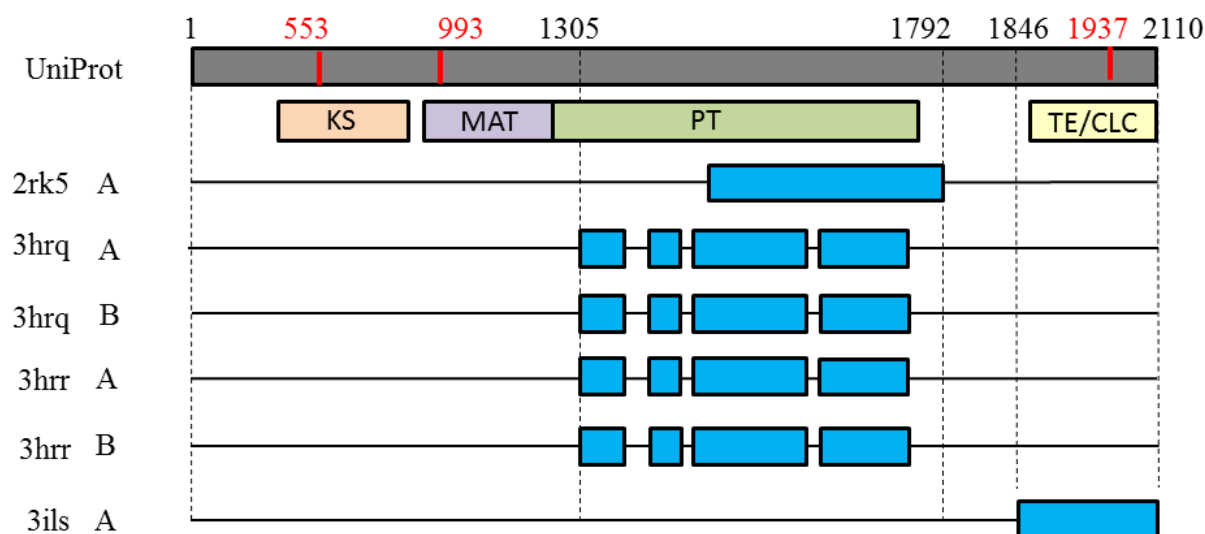 1 553 993 1305 1792 1846 1937 2110
UniProt
KS MAT PT TE/CLC
2rk5 A
3hrq A
3hrq B
3hrr A
3hrr B
3ils A